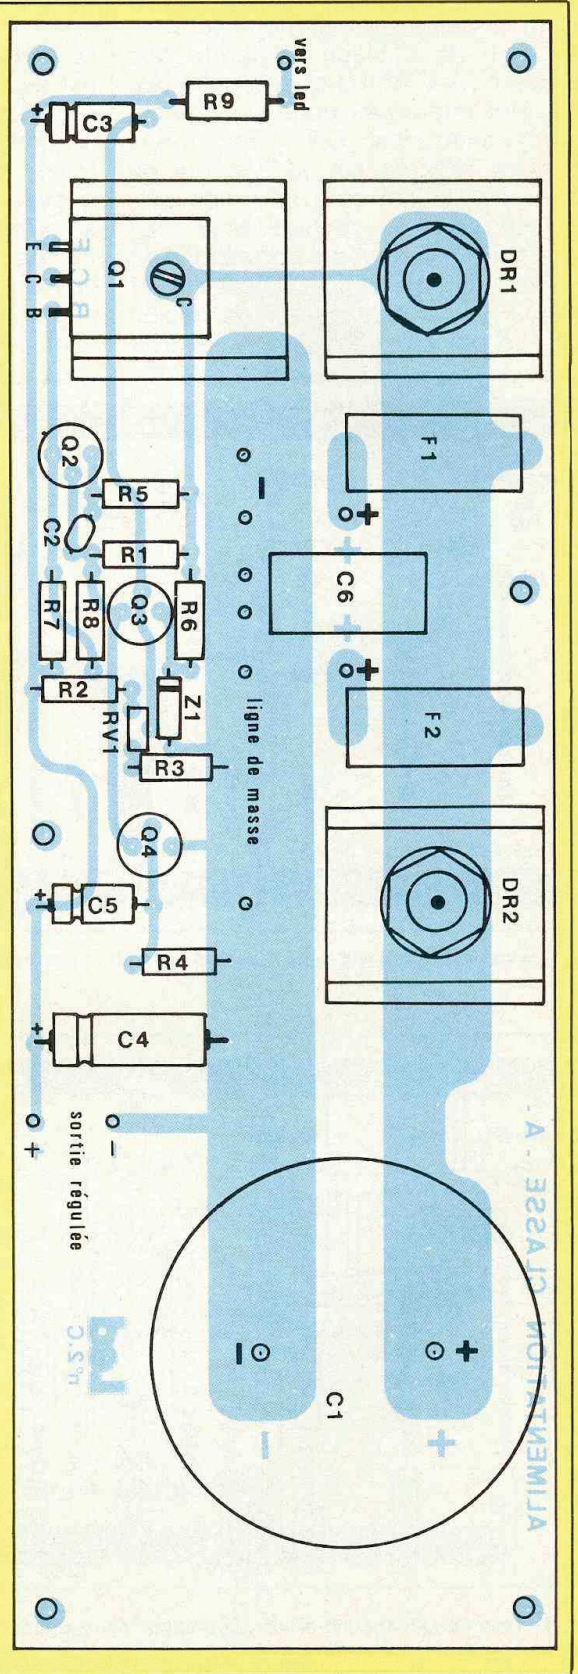 vers led
R9
+
C3
E
C
B
Q1
C
E
C
B
DR1
Q2
R5
C2
R1
R7
R8
Q3
R6
R2
RV1
Z1
R3
Q4
+
C5
R4
+
C4
−
ligne de masse
F1
+
+
C6
+
+
F2
DR2
+
−
sortie régulée
C1
−
+
−
+
ALIMENTATION CLASSE - A -
n°2.C